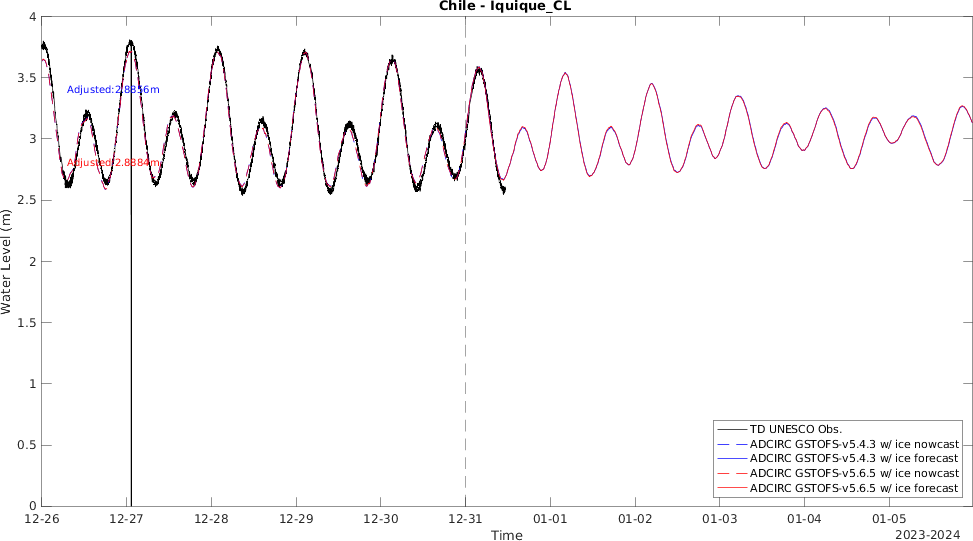 Chile - Iquique_CL
4
3.5
3
2.5
2
1.5
1
0.5
0
Water Level (m)
Adjusted:2.8356m
Adjusted:2.8384m
TD UNESCO Obs.
ADCIRC GSTOFS-v5.4.3 w/ ice nowcast
ADCIRC GSTOFS-v5.4.3 w/ ice forecast
ADCIRC GSTOFS-v5.6.5 w/ ice nowcast
ADCIRC GSTOFS-v5.6.5 w/ ice forecast
12-26 12-27 12-28 12-29 12-30 12-31 01-01 01-02 01-03 01-04 01-05
Time
2023-2024